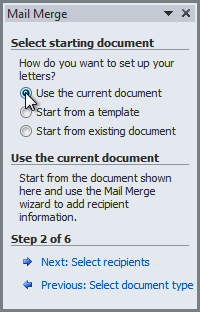 Mail Merge
Select starting document
How do you want to set up your
letters?
Use the current document
Start from a template
Start from existing document
Use the current document
Start from the document shown
here and use the Mail Merge
wizard to add recipient
information.
Step 2 of 6
Next: Select recipients
Previous: Select document type